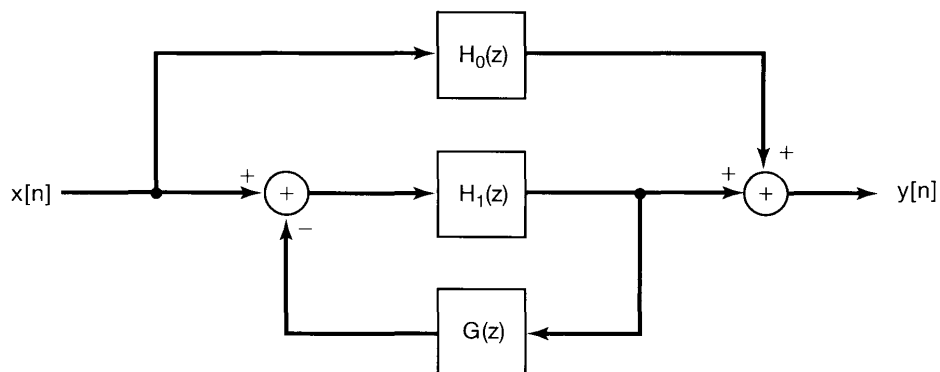 H₀(z)
+
x[n]
+
+
−
H₁(z)
+
+
y[n]
G(z)